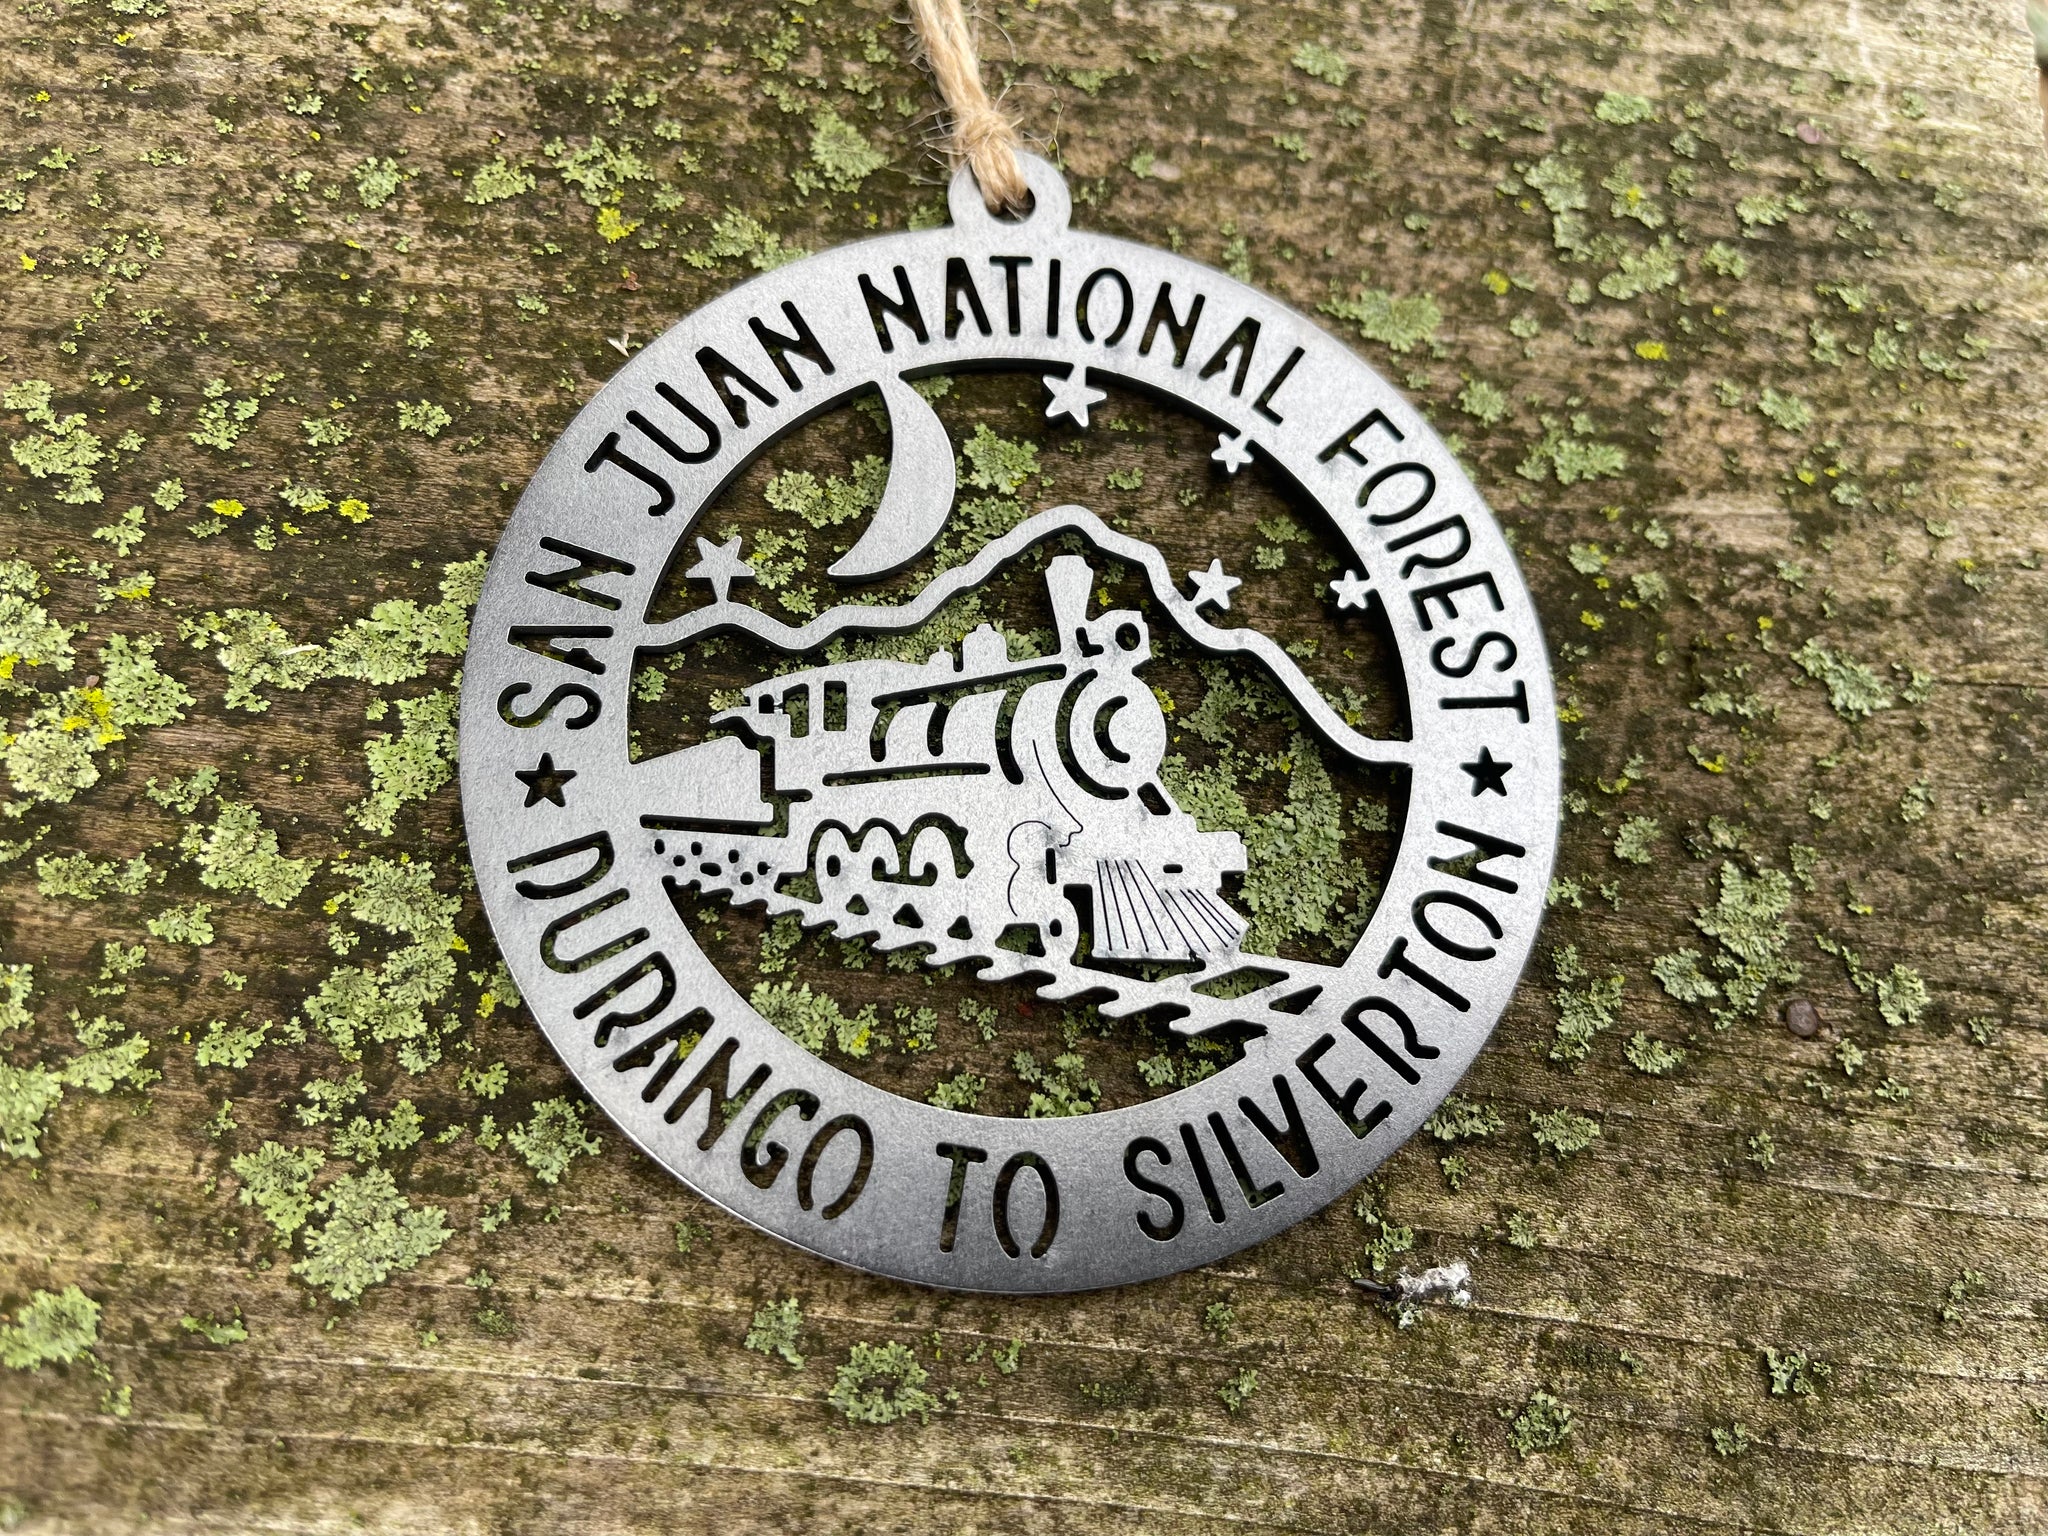 SAN JUAN NATIONAL FOREST
DURANGO TO SILVERTON